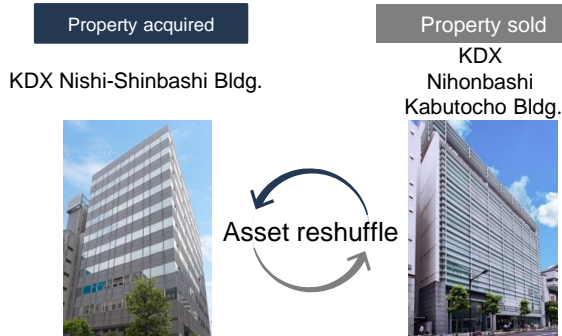 Property acquired
Property sold
KDX Nishi-Shinbashi Bldg.
KDX
Nihonbashi
Kabutocho Bldg.
Asset reshuffle